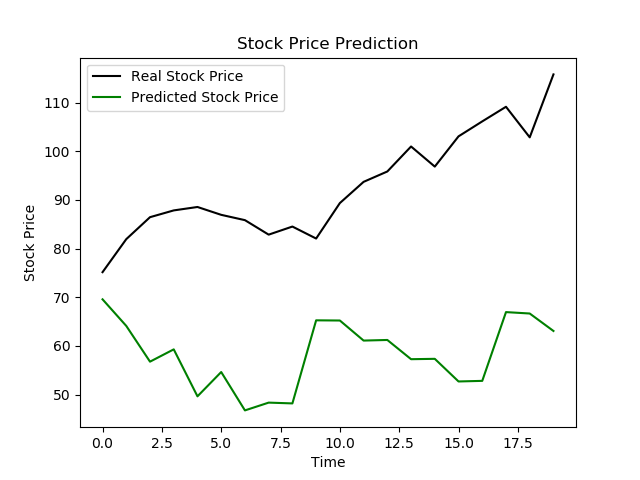 Stock Price Prediction
Real Stock Price
Predicted Stock Price
Stock Price
110
100
90
80
70
60
50
0.0 2.5 5.0 7.5 10.0 12.5 15.0 17.5
Time